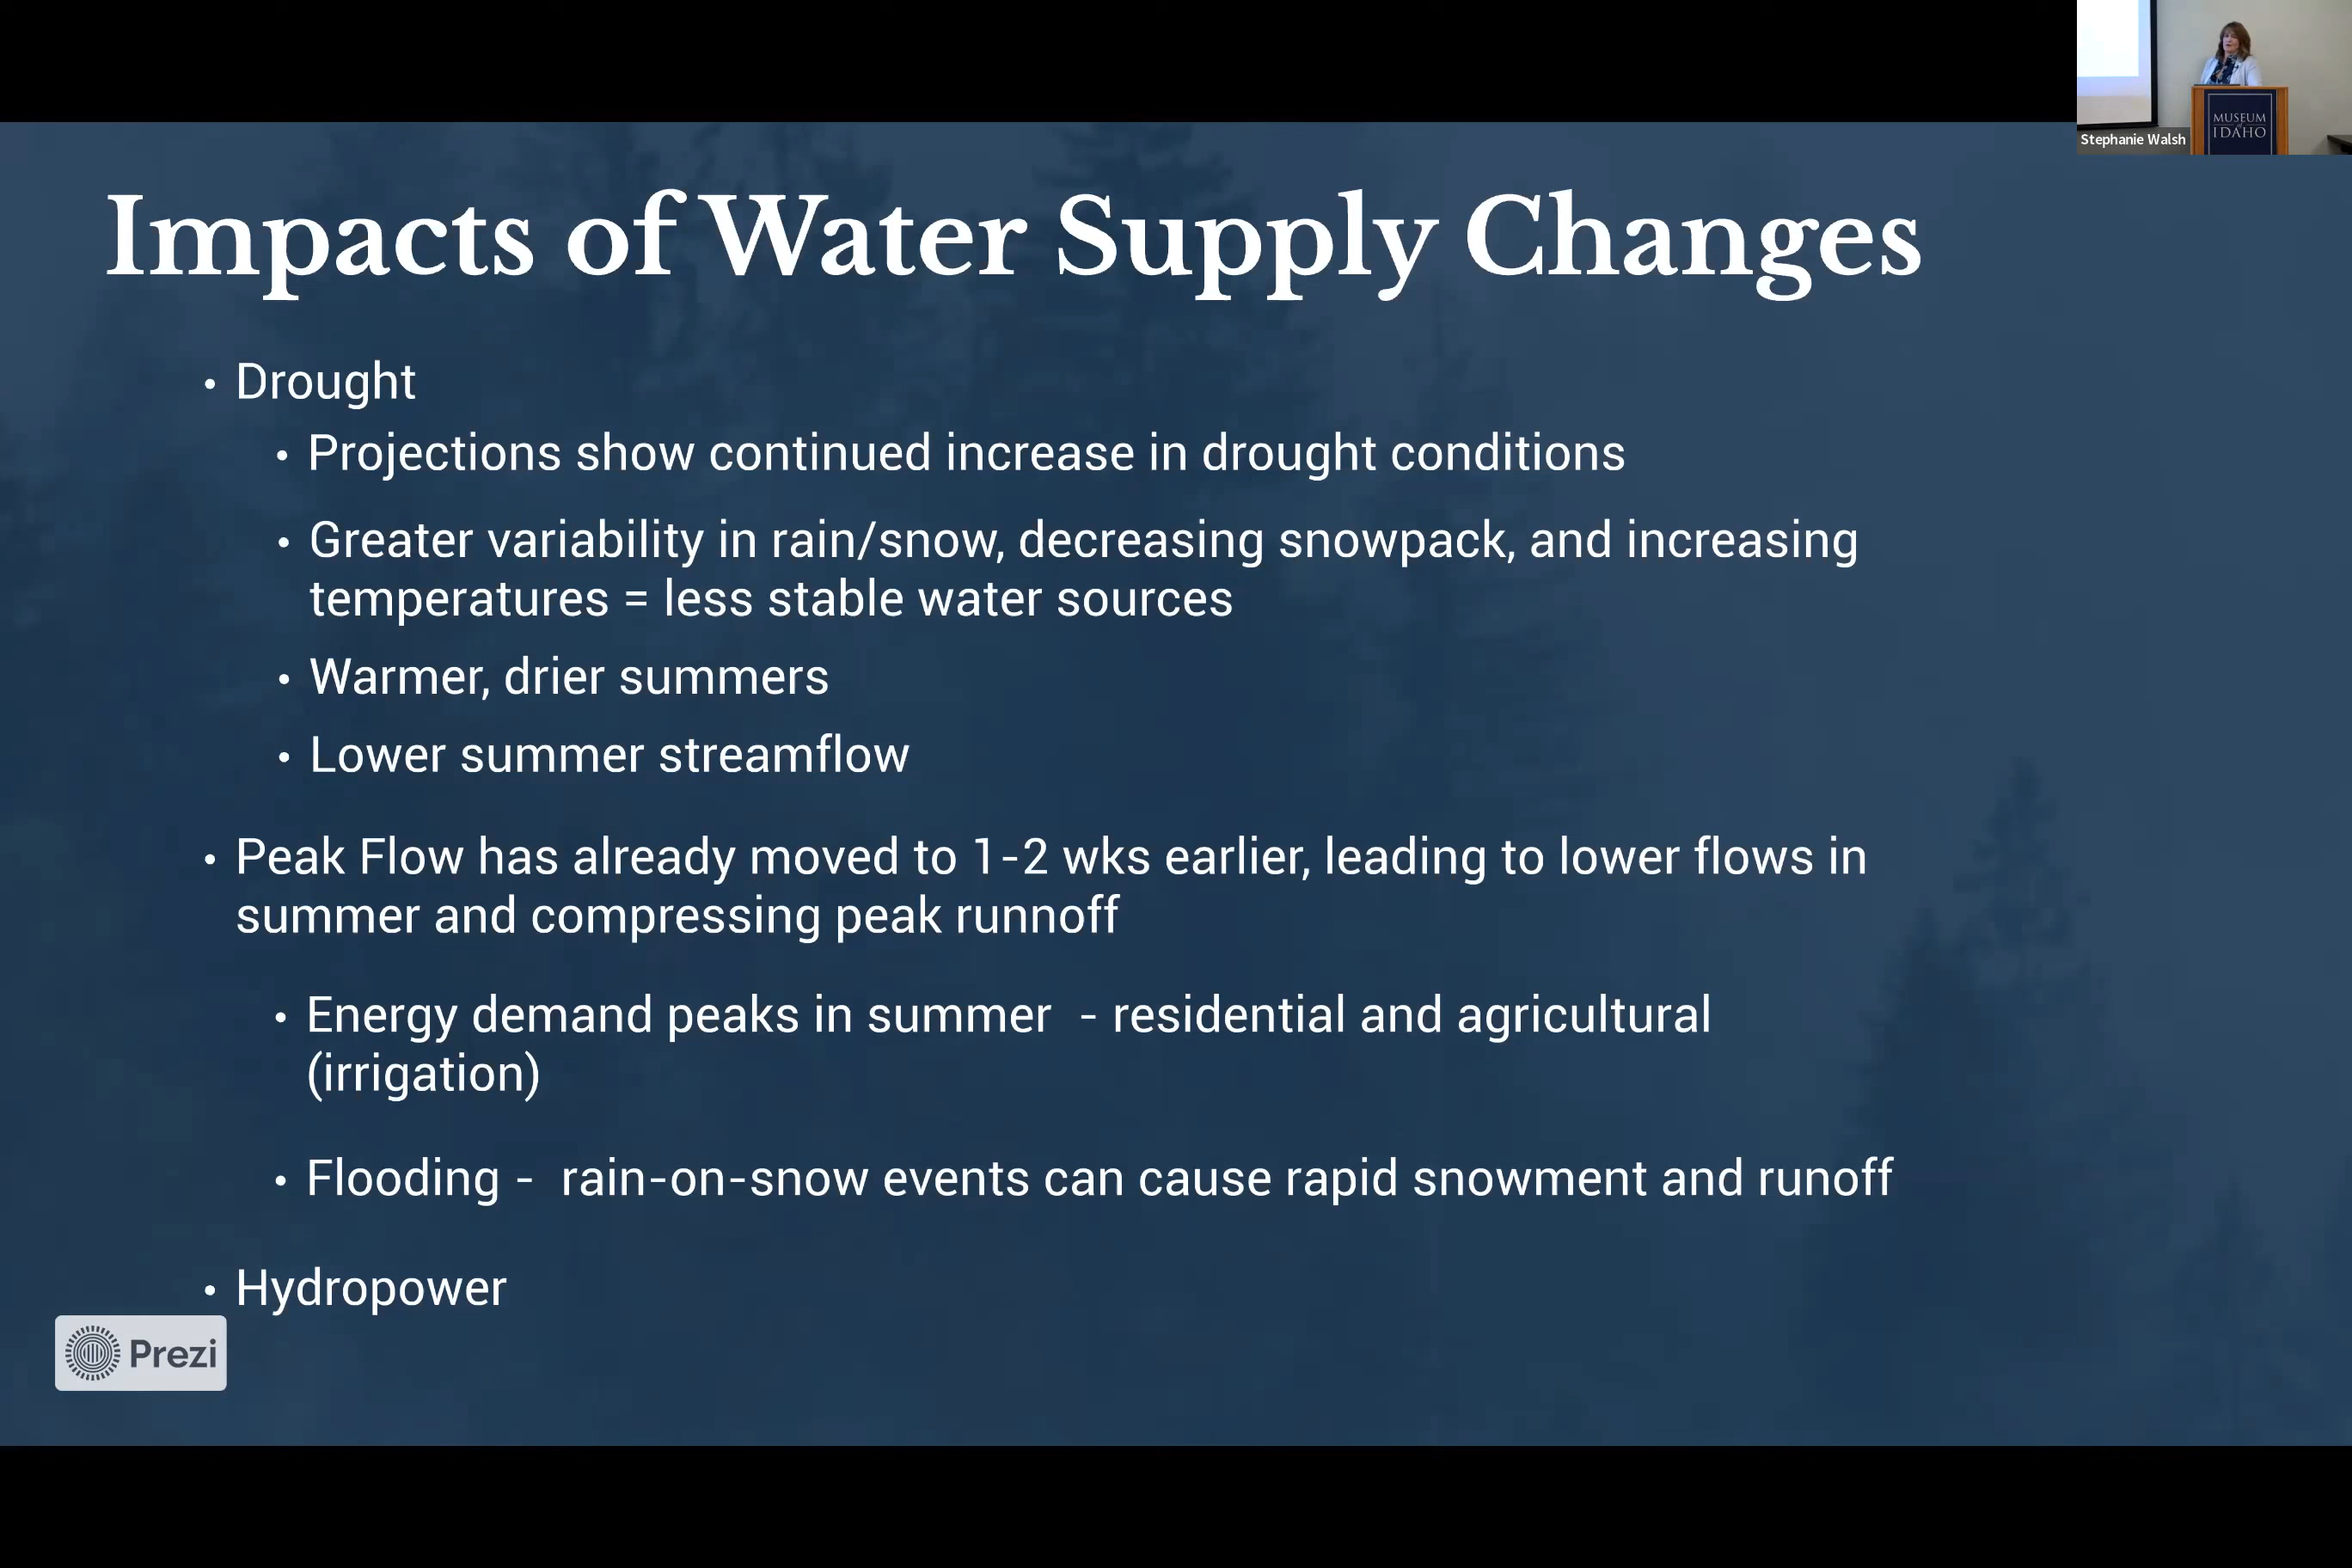 MUSEUM
of
IDAHO
Stephanie Walsh
Impacts of Water Supply Changes
• Drought
• Projections show continued increase in drought conditions
• Greater variability in rain/snow, decreasing snowpack, and increasing
temperatures = less stable water sources
• Warmer, drier summers
• Lower summer streamflow
• Peak Flow has already moved to 1-2 wks earlier, leading to lower flows in
summer and compressing peak runnoff
• Energy demand peaks in summer - residential and agricultural
(irrigation)
• Flooding - rain-on-snow events can cause rapid snowment and runoff
• Hydropower
Prezi